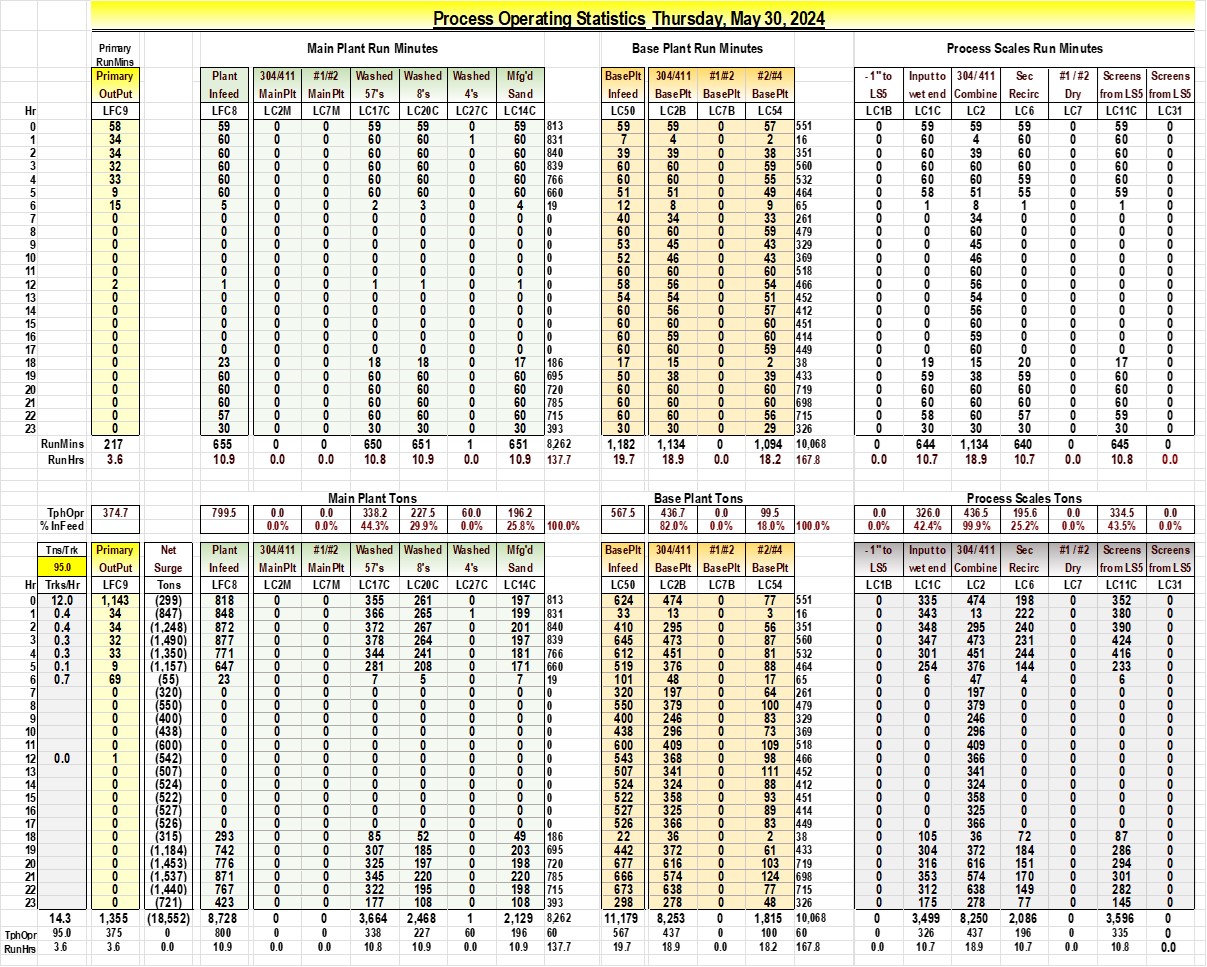 Process Operating Statistics Thursday, May 30, 2024
Primary RunMins Main Plant Run Minutes Base Plant Run Minutes Process Scales Run Minutes
Primary Plant 304/411 #1/#2 Washed Washed Washed Mfg'd BasePlt 304/411 #1/#2 #2/#4 - 1" to Input to 304/ 411 Sec #1 / #2 Screens Screens
OutPut Infeed MainPlt MainPlt 57's 8's 4's Sand Infeed BasePlt BasePlt BasePlt LS5 wet end Combine Recirc Dry from LS5 from LS5
Hr LFC9 LFC8 LC2M LC7M LC17C LC20C LC27C LC14C LC50 LC2B LC7B LC54 LC1B LC1C LC2 LC6 LC7 LC11C LC31
0 58 59 0 0 59 59 0 59 813 59 59 0 57 551 0 59 59 59 0 59 0
1 34 60 0 0 60 60 1 60 831 7 4 0 2 16 0 60 4 60 0 60 0
2 34 60 0 0 60 60 0 60 840 39 39 0 38 351 0 60 39 60 0 60 0
3 32 60 0 0 60 60 0 60 839 60 60 0 59 560 0 60 60 60 0 60 0
4 33 60 0 0 60 60 0 60 766 60 60 0 55 532 0 60 60 59 0 60 0
5 9 60 0 0 60 60 0 60 660 51 51 0 49 464 0 58 51 55 0 59 0
6 15 5 0 0 2 3 0 4 19 12 8 0 9 65 0 1 8 1 0 1 0
7 0 0 0 0 0 0 0 0 0 40 34 0 33 261 0 0 34 0 0 0 0
8 0 0 0 0 0 0 0 0 0 60 60 0 59 479 0 0 60 0 0 0 0
9 0 0 0 0 0 0 0 0 0 53 45 0 43 329 0 0 45 0 0 0 0
10 0 0 0 0 0 0 0 0 0 52 46 0 43 369 0 0 46 0 0 0 0
11 0 0 0 0 0 0 0 0 0 60 60 0 60 518 0 0 60 0 0 0 0
12 2 1 0 0 1 1 0 1 0 58 56 0 54 466 0 0 56 0 0 0 0
13 0 0 0 0 0 0 0 0 0 54 54 0 51 452 0 0 54 0 0 0 0
14 0 0 0 0 0 0 0 0 0 60 56 0 57 412 0 0 56 0 0 0 0
15 0 0 0 0 0 0 0 0 0 60 60 0 60 451 0 0 60 0 0 0 0
16 0 0 0 0 0 0 0 0 0 60 59 0 60 414 0 0 59 0 0 0 0
17 0 0 0 0 0 0 0 0 0 60 60 0 59 449 0 0 60 0 0 0 0
18 0 23 0 0 18 18 0 17 186 17 15 0 2 38 0 19 15 20 0 17 0
19 0 60 0 0 60 60 0 60 695 50 38 0 39 433 0 59 38 59 0 60 0
20 0 60 0 0 60 60 0 60 720 60 60 0 60 719 0 60 60 60 0 60 0
21 0 60 0 0 60 60 0 60 785 60 60 0 60 698 0 60 60 60 0 60 0
22 0 57 0 0 60 60 0 60 715 60 60 0 56 715 0 58 60 57 0 59 0
23 0 30 0 0 30 30 0 30 393 30 30 0 29 326 0 30 30 30 0 30 0
RunMins 217 655 0 0 650 651 1 651 8,262 1,182 1,134 0 1,094 10,068 0 644 1,134 640 0 645 0
Run Hrs 3.6 10.9 0.0 0.0 10.8 10.9 0.0 10.9 137.7 19.7 18.9 0.0 18.2 167.8 0.0 10.7 18.9 10.7 0.0 10.8 0.0
Main Plant Tons Base Plant Tons Process Scales Tons
TphOpr 374.7 799.5 0.0 0.0 338.2 227.5 60.0 196.2 567.5 436.7 0.0 99.5 0.0 326.0 436.5 195.6 0.0 334.5 0.0
% InFeed 0.0% 0.0% 44.3% 29.9% 0.0% 25.8% 100.0% 82.0% 0.0% 18.0% 100.0% 0.0% 42.4% 99.9% 25.2% 0.0% 43.5% 0.0%
Tns/Trk Primary Net Plant 304/411 #1/#2 Washed Washed Washed Mfg'd BasePlt 304/411 #1/#2 #2/#4 - 1" to Input to 304/ 411 Sec #1 / #2 Screens Screens
95.0 OutPut Surge Infeed MainPlt MainPlt 57's 8's 4's Sand Infeed BasePlt BasePlt BasePlt LS5 wet end Combine Recirc Dry from LS5 from LS5
Hr Trks/Hr LFC9 Tons LFC8 LC2M LC7M LC17C LC20C LC27C LC14C LC50 LC2B LC7B LC54 LC1B LC1C LC2 LC6 LC7 LC11C LC31
0 12.0 1,143 (299) 818 0 0 355 261 0 197 813 624 474 0 77 551 0 335 474 198 0 352 0
1 0.4 34 (847) 848 0 0 366 265 1 199 831 33 13 0 3 16 0 343 13 222 0 380 0
2 0.4 34 (1,248) 872 0 0 372 267 0 201 840 410 295 0 56 351 0 348 295 240 0 390 0
3 0.3 32 (1,490) 877 0 0 378 264 0 197 839 645 473 0 87 560 0 347 473 231 0 424 0
4 0.3 33 (1,350) 771 0 0 344 241 0 181 766 612 451 0 81 532 0 301 451 244 0 416 0
5 0.1 9 (1,157) 647 0 0 281 208 0 171 660 519 376 0 88 464 0 254 376 144 0 233 0
6 0.7 69 (55) 23 0 0 7 5 0 7 19 101 48 0 17 65 0 6 47 4 0 6 0
7 0 (320) 0 0 0 0 0 0 0 0 320 197 0 64 261 0 0 197 0 0 0 0
8 0 (550) 0 0 0 0 0 0 0 0 550 379 0 100 479 0 0 379 0 0 0 0
9 0 (400) 0 0 0 0 0 0 0 0 400 246 0 83 329 0 0 246 0 0 0 0
10 0 (438) 0 0 0 0 0 0 0 0 438 296 0 73 369 0 0 296 0 0 0 0
11 0 (600) 0 0 0 0 0 0 0 0 600 409 0 109 518 0 0 409 0 0 0 0
12 0.0 1 (542) 0 0 0 0 0 0 0 0 543 368 0 98 466 0 0 366 0 0 0 0
13 0 (507) 0 0 0 0 0 0 0 0 507 341 0 111 452 0 0 341 0 0 0 0
14 0 (524) 0 0 0 0 0 0 0 0 524 324 0 88 412 0 0 324 0 0 0 0
15 0 (522) 0 0 0 0 0 0 0 0 522 358 0 93 451 0 0 358 0 0 0 0
16 0 (527) 0 0 0 0 0 0 0 0 527 325 0 89 414 0 0 325 0 0 0 0
17 0 (526) 0 0 0 0 0 0 0 0 526 366 0 83 449 0 0 366 0 0 0 0
18 0 (315) 293 0 0 85 52 0 49 186 22 36 0 2 38 0 105 36 72 0 87 0
19 0 (1,184) 742 0 0 307 185 0 203 695 442 372 0 61 433 0 304 372 184 0 286 0
20 0 (1,453) 776 0 0 325 197 0 198 720 677 616 0 103 719 0 316 616 151 0 294 0
21 0 (1,537) 871 0 0 345 220 0 220 785 666 574 0 124 698 0 353 574 170 0 301 0
22 0 (1,440) 767 0 0 322 195 0 198 715 673 638 0 77 715 0 312 638 149 0 282 0
23 0 (721) 423 0 0 177 108 0 108 393 298 278 0 48 326 0 175 278 77 0 145 0
14.3 1,355 (18,552) 8,728 0 0 3,664 2,468 1 2,129 8,262 11,179 8,253 0 1,815 10,068 0 3,499 8,250 2,086 0 3,596 0
TphOpr 95.0 375 0 800 0 0 338 227 60 196 60 567 437 0 100 60 0 326 437 196 0 335 0
RunHrs 3.6 3.6 0.0 10.9 0.0 0.0 10.8 10.9 0.0 10.9 137.7 19.7 18.9 0.0 18.2 167.8 0.0 10.7 18.9 10.7 0.0 10.8 0.0